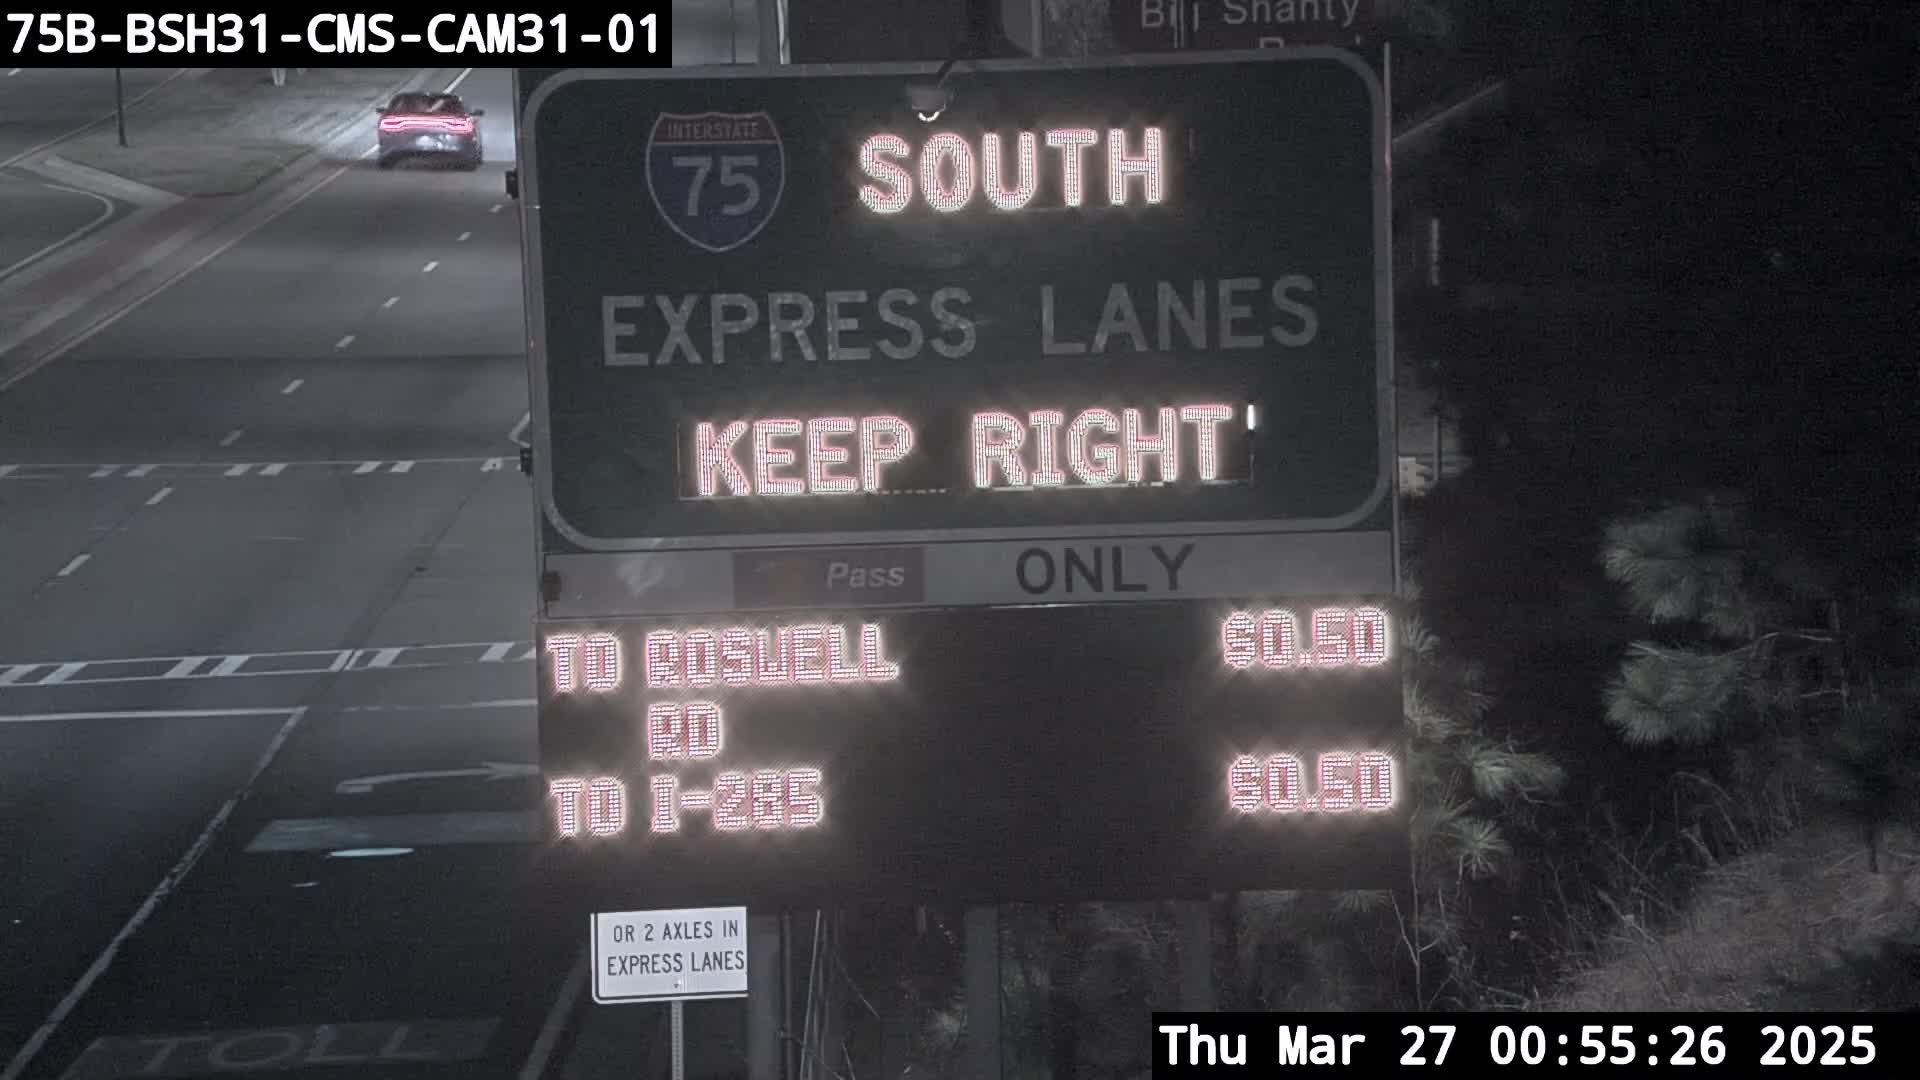 75B-BSH31-CMS-CAM31-01
Bill Shanty
INTERSTATE
75
SOUTH
EXPRESS LANES
KEEP RIGHT
Pass ONLY
TO ROSWELL $0.50
RD
TO I-285 $0.50
OR 2 AXLES IN
EXPRESS LANES
TOLL
Thu Mar 27 00:55:26 2025